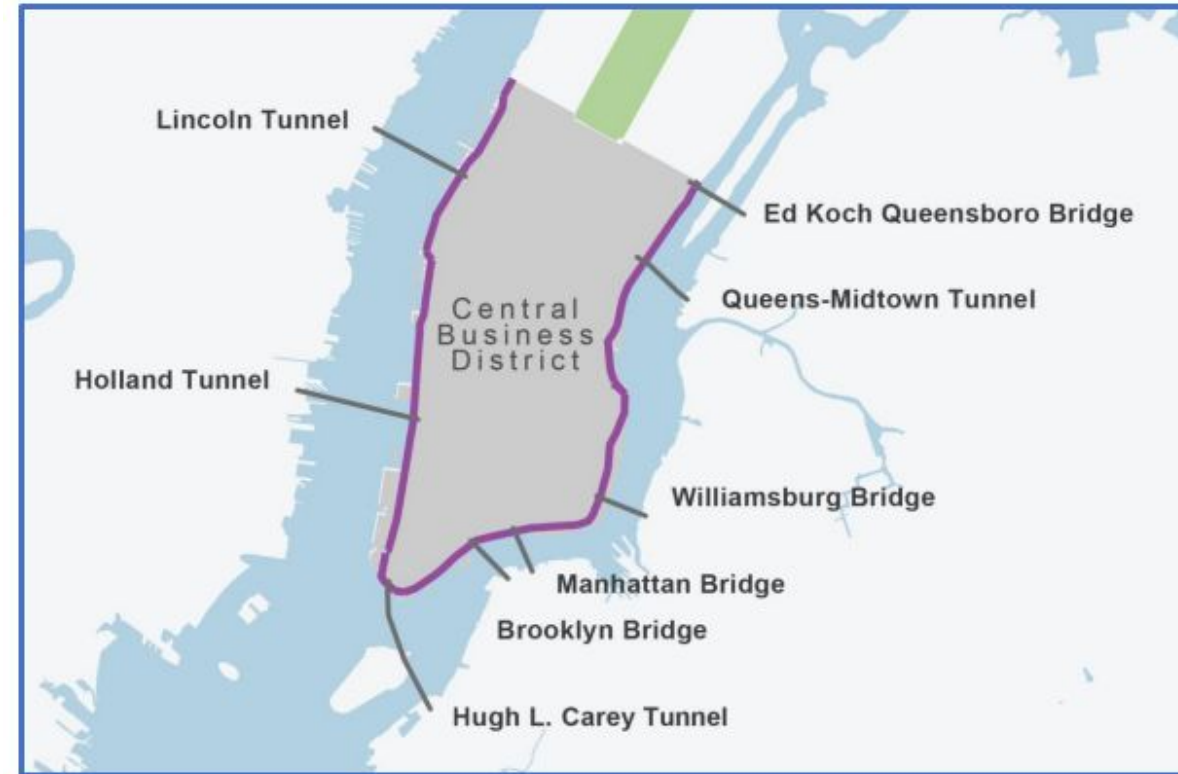 Lincoln Tunnel
Ed Koch Queensboro Bridge
Queens-Midtown Tunnel
Central
Business
District
Holland Tunnel
Williamsburg Bridge
Manhattan Bridge
Brooklyn Bridge
Hugh L. Carey Tunnel